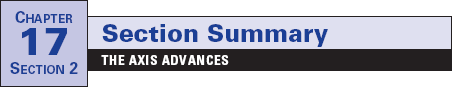 CHAPTER
17
SECTION 2
Section Summary
THE AXIS ADVANCES